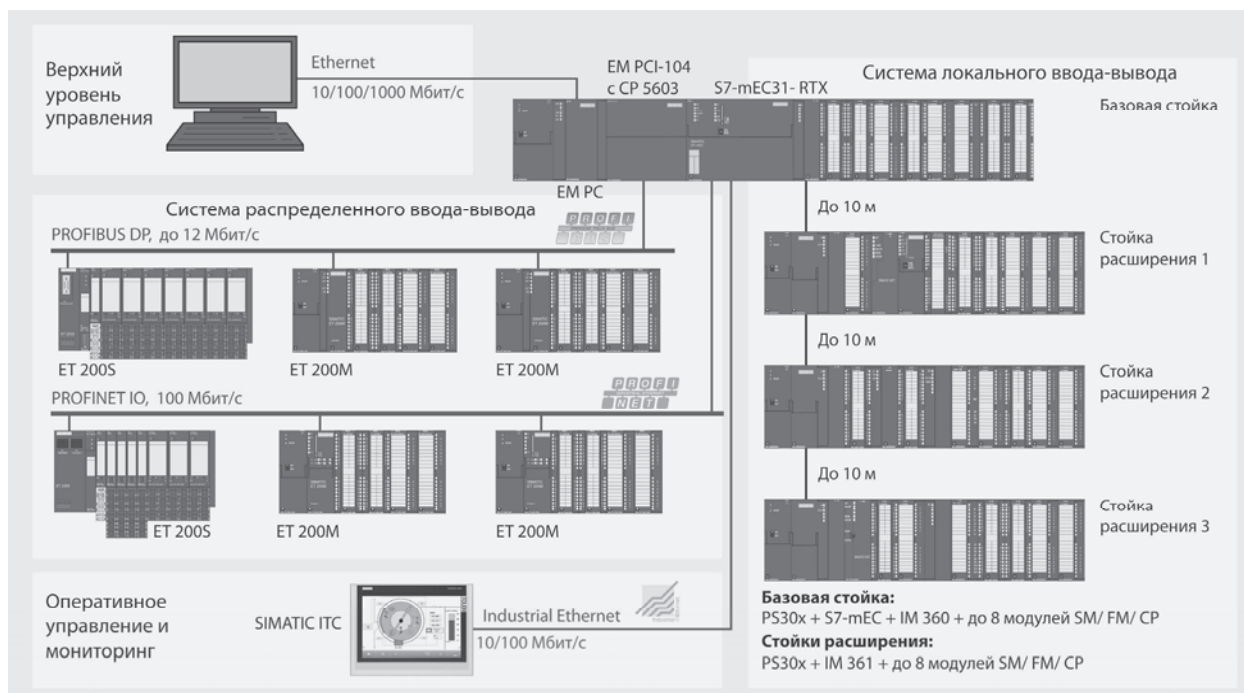 Верхний
уровень
управления
Ethernet
10/100/1000 Мбит/с
EM PCI-104
с CP 5603
S7-mEC31- RTX
EM PC
Система локального ввода-вывода
Базовая стойка
До 10 м
Стойка
расширения 1
До 10 м
Стойка
расширения 2
До 10 м
Стойка
расширения 3
Система распределенного ввода-вывода
PROFIBUS DP, до 12 Мбит/с
PROFI
BUS
ET 200S
ET 200M
ET 200M
PROFINET IO, 100 Мбит/с
PROFI
NET
ET 200S
ET 200M
ET 200M
Оперативное
управление и
мониторинг
SIMATIC ITC
Industrial Ethernet
10/100 Мбит/с
Базовая стойка:
PS30x + S7-mEC + IM 360 + до 8 модулей SM/ FM/ CP
Стойки расширения:
PS30x + IM 361 + до 8 модулей SM/ FM/ CP